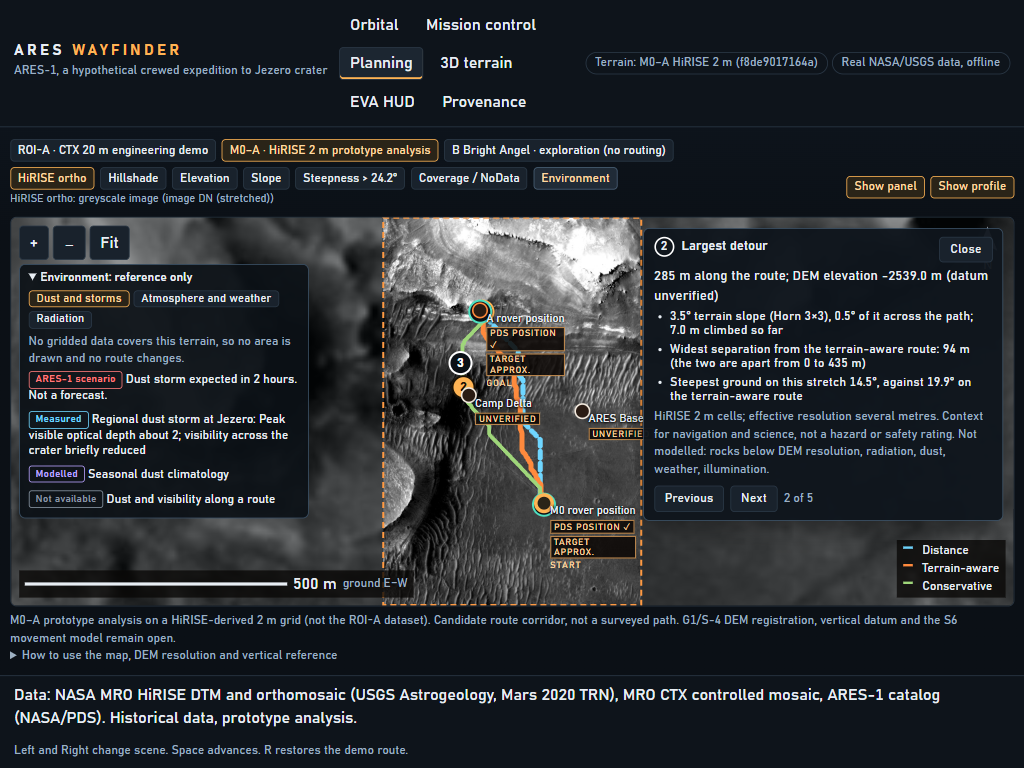 ARES WAYFINDER
ARES-1, a hypothetical crewed expedition to Jezero crater
Orbital
Mission control
Planning
3D terrain
EVA HUD
Provenance
Terrain: M0-A HiRISE 2 m (f8de9017164a)
Real NASA/USGS data, offline
ROI-A · CTX 20 m engineering demo
M0-A · HiRISE 2 m prototype analysis
B Bright Angel · exploration (no routing)
HiRISE ortho
Hillshade
Elevation
Slope
Steepness > 24.2°
Coverage / NoData
Environment
HiRISE ortho: greyscale image (image DN (stretched))
Show panel
Show profile
+
–
Fit
▼ Environment: reference only
Dust and storms
Atmosphere and weather
Radiation
No gridded data covers this terrain, so no area is
drawn and no route changes.
ARES-1 scenario Dust storm expected in 2 hours.
Not a forecast.
Measured Regional dust storm at Jezero: Peak
visible optical depth about 2; visibility across the
crater briefly reduced
Modelled Seasonal dust climatology
Not available Dust and visibility along a route
500 m ground E-W
A rover position
PDS POSITION
✓
TARGET
APPROX.
GOAL
3
2
Camp Delta
UNVERIFIED
ARES Base
UNVERIFIE
M0 rover position
PDS POSITION ✓
TARGET
APPROX.
START
2 Largest detour
Close
285 m along the route; DEM elevation -2539.0 m (datum
unverified)
• 3.5° terrain slope (Horn 3×3), 0.5° of it across the path;
7.0 m climbed so far
• Widest separation from the terrain-aware route: 94 m
(the two are apart from 0 to 435 m)
• Steepest ground on this stretch 14.5°, against 19.9° on
the terrain-aware route
HiRISE 2 m cells; effective resolution several metres. Context
for navigation and science, not a hazard or safety rating. Not
modelled: rocks below DEM resolution, radiation, dust,
weather, illumination.
Previous
Next
2 of 5
Distance
Terrain-aware
Conservative
M0-A prototype analysis on a HiRISE-derived 2 m grid (not the ROI-A dataset). Candidate route corridor, not a surveyed path. G1/S-4 DEM registration, vertical datum and the S6
movement model remain open.
▶ How to use the map, DEM resolution and vertical reference
Data: NASA MRO HiRISE DTM and orthomosaic (USGS Astrogeology, Mars 2020 TRN), MRO CTX controlled mosaic, ARES-1 catalog
(NASA/PDS). Historical data, prototype analysis.
Left and Right change scene. Space advances. R restores the demo route.